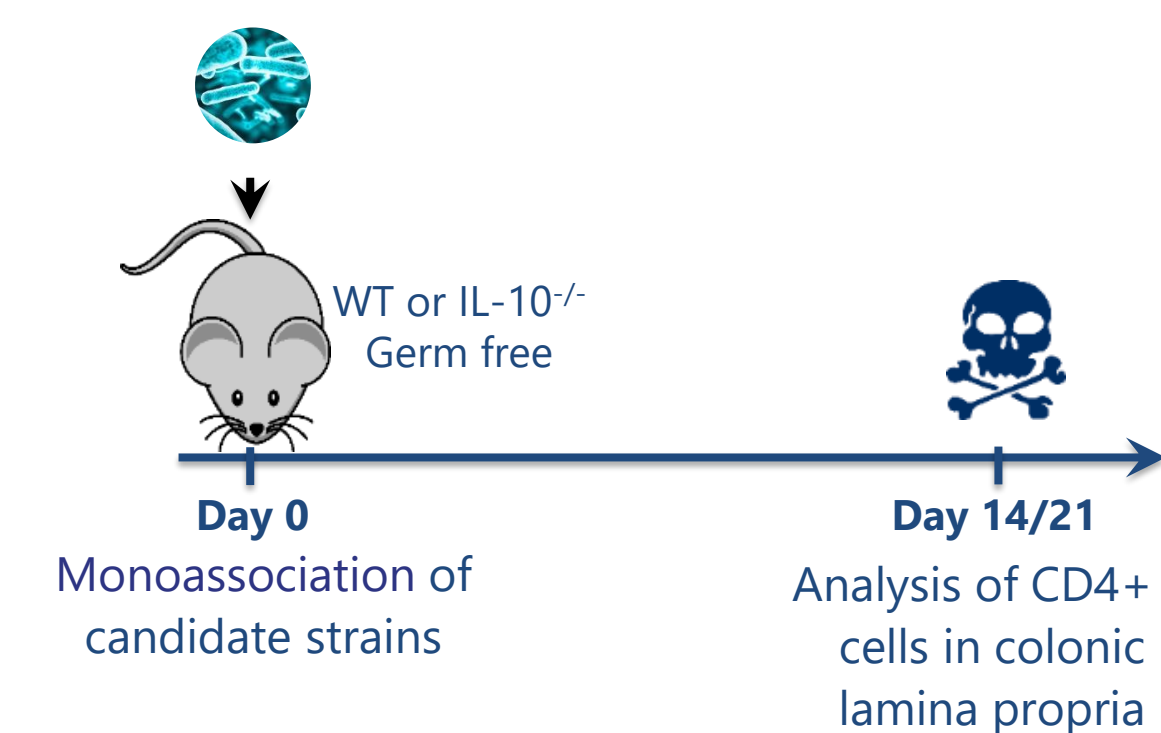 WT or IL-10-/-
Germ free
Day 0
Monoassociation of
candidate strains
Day 14/21
Analysis of CD4+
cells in colonic
lamina propria